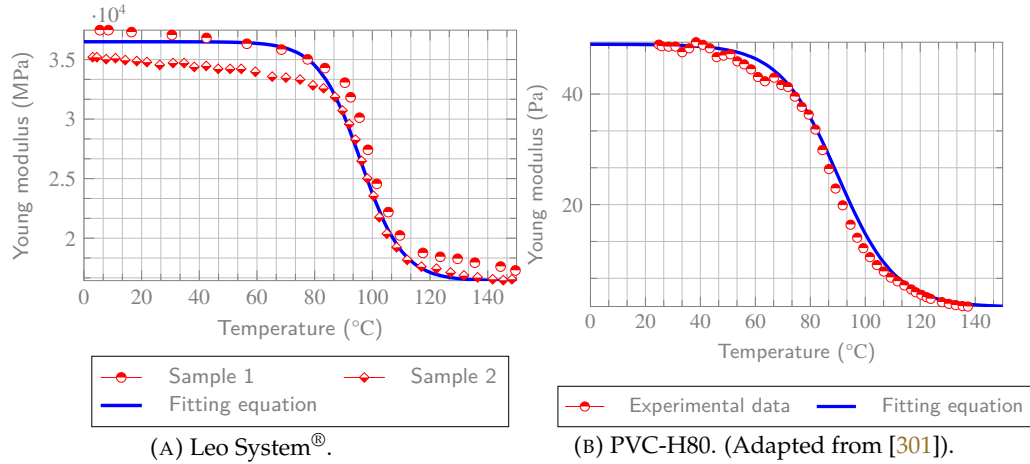 ·10⁴
3.5
3
2.5
2
0 20 40 60 80 100 120 140
Temperature (°C)
Young modulus (MPa)
Sample 1 Sample 2
Fitting equation
(A) Leo System®.
40
20
0 20 40 60 80 100 120 140
Temperature (°C)
Young modulus (Pa)
Experimental data Fitting equation
(B) PVC-H80. (Adapted from [301]).